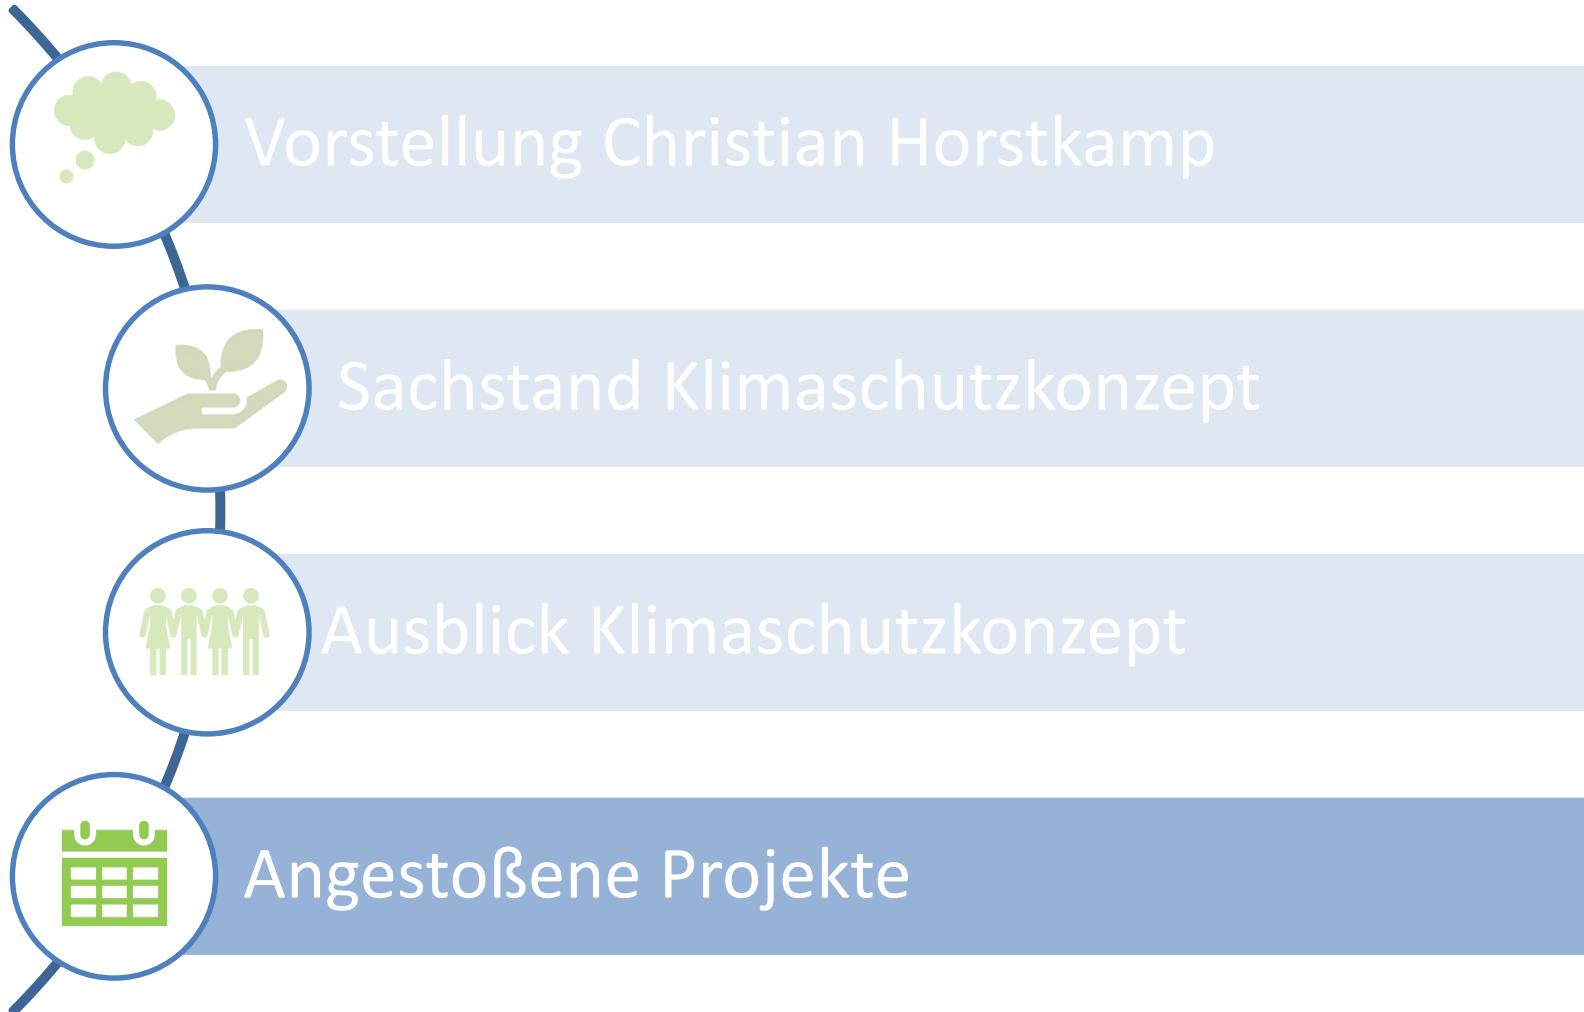 Vorstellung Christian Horstkamp
Sachstand Klimaschutzkonzept
Ausblick Klimaschutzkonzept
Angestoßene Projekte